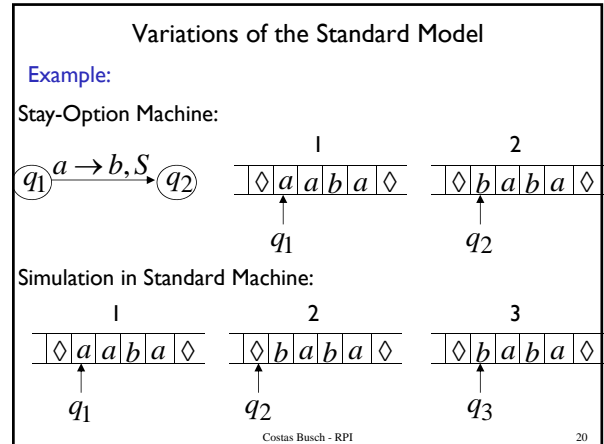 Variations of the Standard Model
Example:
Stay-Option Machine:
q1 a → b, S q2
1 2
◊ a a b a ◊ ◊ b a b a ◊
q1 q2
Simulation in Standard Machine:
1 2 3
◊ a a b a ◊ ◊ b a b a ◊ ◊ b a b a ◊
q1 q2 q3
Costas Busch - RPI 20